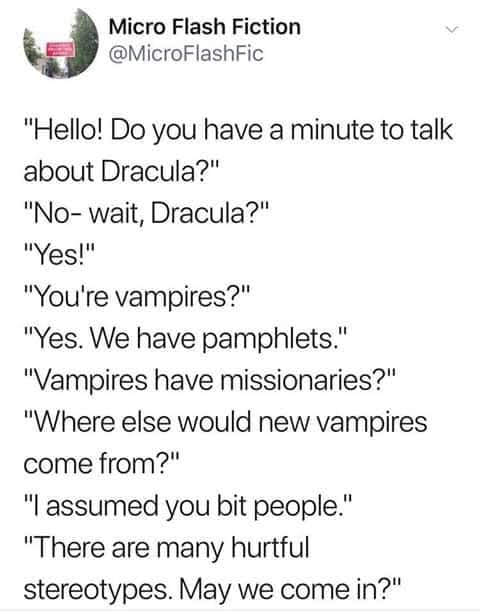 Micro Flash Fiction
@MicroFlashFic
"Hello! Do you have a minute to talk
about Dracula?"
"No- wait, Dracula?"
"Yes!"
"You're vampires?"
"Yes. We have pamphlets."
"Vampires have missionaries?"
"Where else would new vampires
come from?"
"I assumed you bit people."
"There are many hurtful
stereotypes. May we come in?"